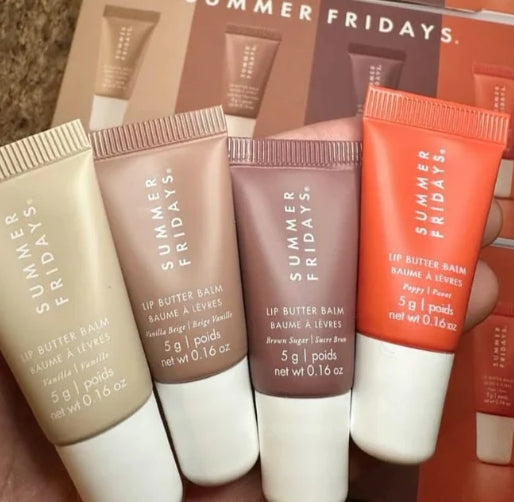 SUMMER FRIDAYS.
SUMMER
FRIDAYS®
LIP BUTTER BALM
BAUME À LÈVRES
Vanilla | Vanille
5 g | poids
net wt 0.16 oz
SUMMER
FRIDAYS®
LIP BUTTER BALM
BAUME À LÈVRES
Vanilla Beige | Beige Vanille
5 g | poids
net wt 0.16 oz
SUMMER
FRIDAYS®
LIP BUTTER BALM
BAUME À LÈVRES
Brown Sugar | Sucre Brun
5 g | poids
net wt 0.16 oz
SUMMER
FRIDAYS®
LIP BUTTER BALM
BAUME À LÈVRES
Poppy | Pavot
5 g | poids
net wt 0.16 oz